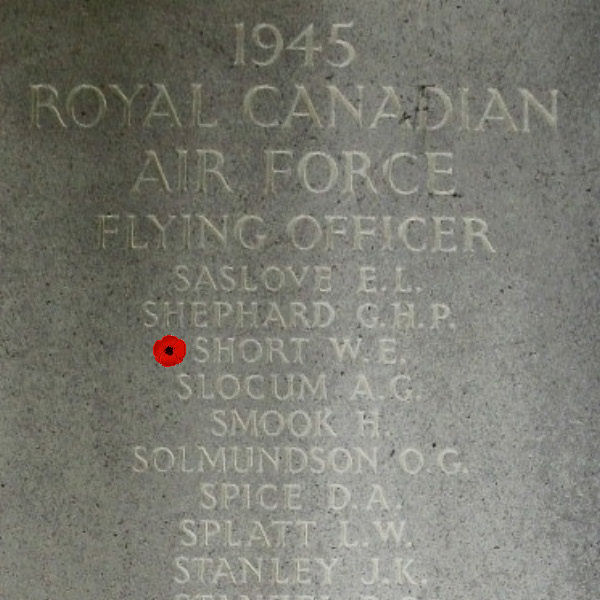 1945
ROYAL CANADIAN
AIR FORCE
FLYING OFFICER
SASLOVE E.L.
SHEPHARD G.H.P.
SHORT W.E.
SLOCUM A.G.
SMOOK H.
SOLMUNDSON O.G.
SPICE D.A.
SPLATT L.W.
STANLEY J.K.